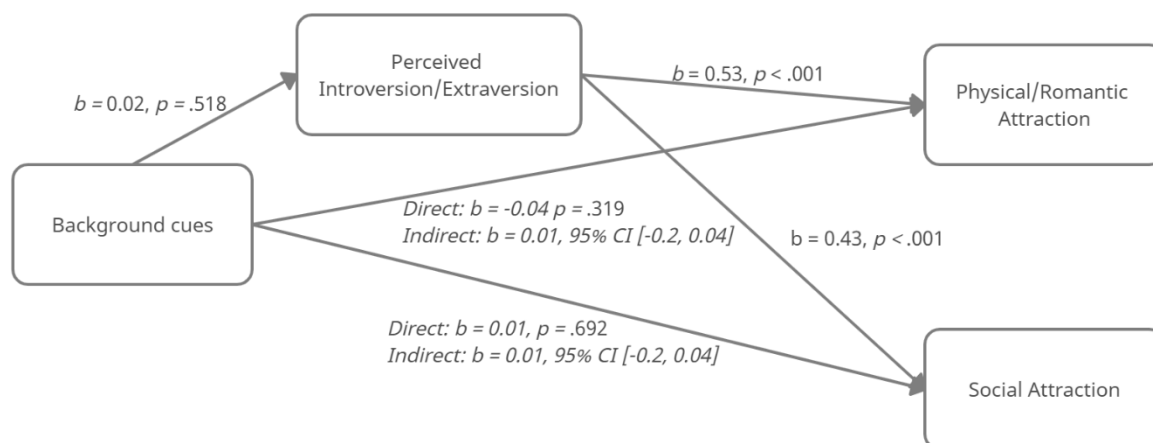 Perceived
Introversion/Extraversion
b = 0.53, p < .001
Physical/Romantic
Attraction
b = 0.02, p = .518
Background cues
Direct: b = -0.04 p = .319
Indirect: b = 0.01, 95% CI [-0.2, 0.04]
b = 0.43, p < .001
Direct: b = 0.01, p = .692
Indirect: b = 0.01, 95% CI [-0.2, 0.04]
Social Attraction